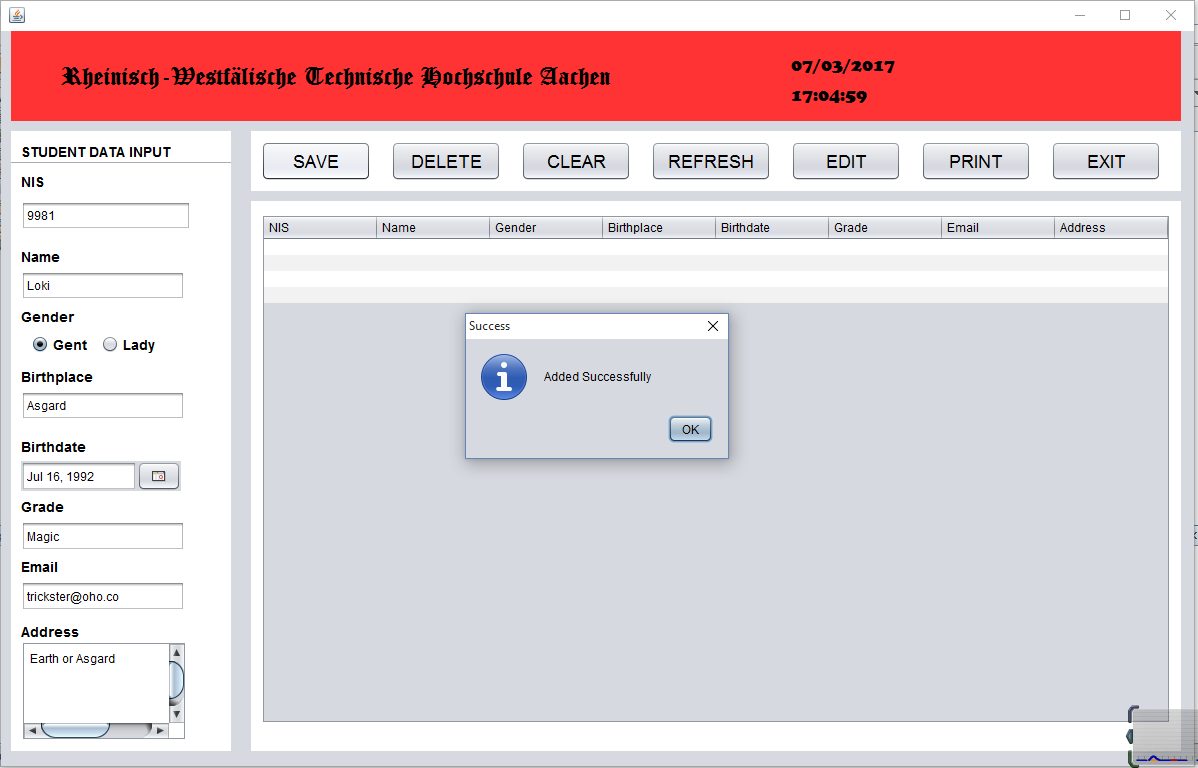 Rheinisch-Westfälische Technische Hochschule Aachen
07/03/2017
17:04:59
STUDENT DATA INPUT
NIS
9981
Name
Loki
Gender
Gent Lady
Birthplace
Asgard
Birthdate
Jul 16, 1992
Grade
Magic
Email
trickster@oho.co
Address
Earth or Asgard
SAVE DELETE CLEAR REFRESH EDIT PRINT EXIT
NIS Name Gender Birthplace Birthdate Grade Email Address
Success
Added Successfully
OK